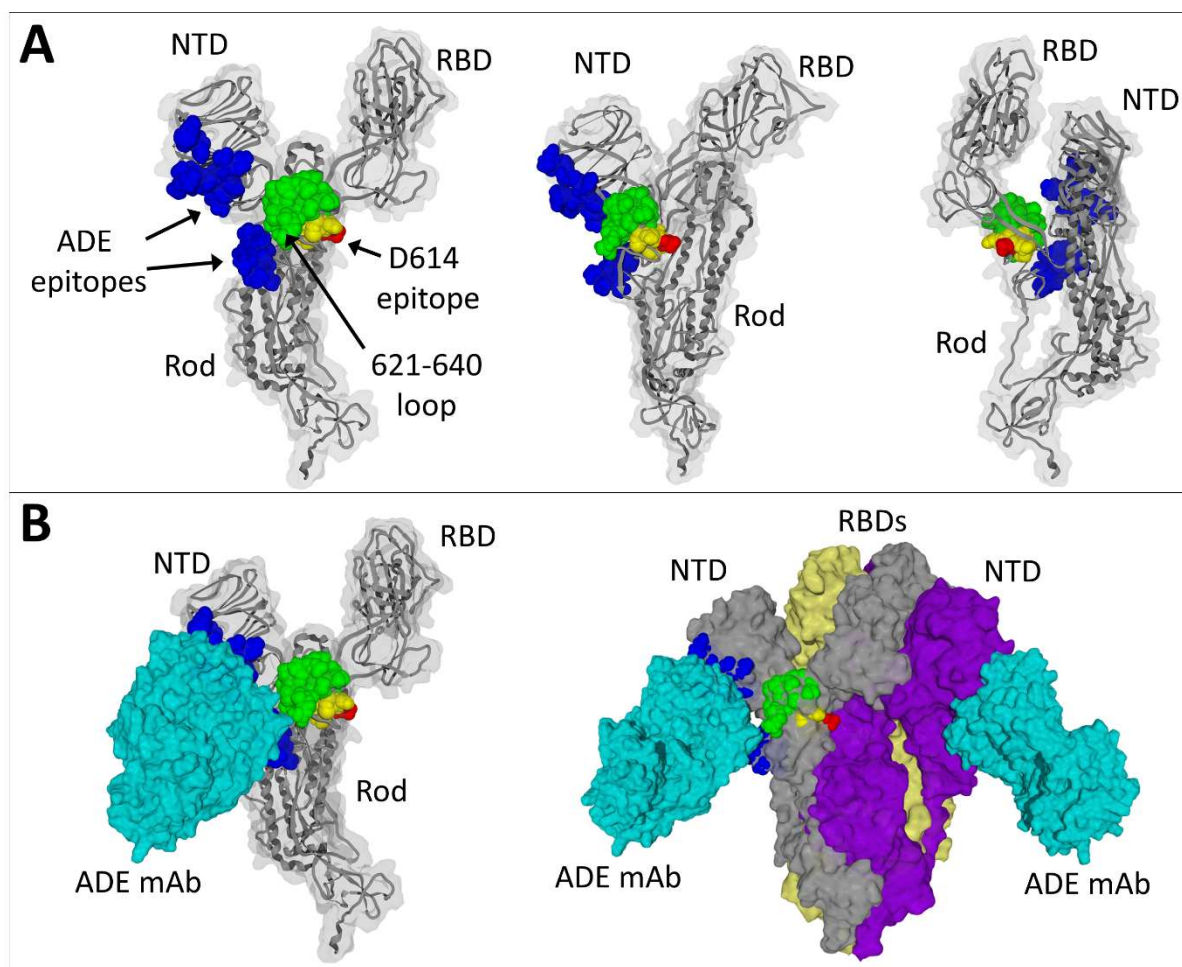 A
NTD
RBD
ADE
epitopes
D614
epitope
Rod
621-640
loop
NTD
RBD
Rod
RBD
NTD
Rod
B
NTD
RBD
Rod
ADE mAb
RBDs
NTD
NTD
ADE mAb
ADE mAb